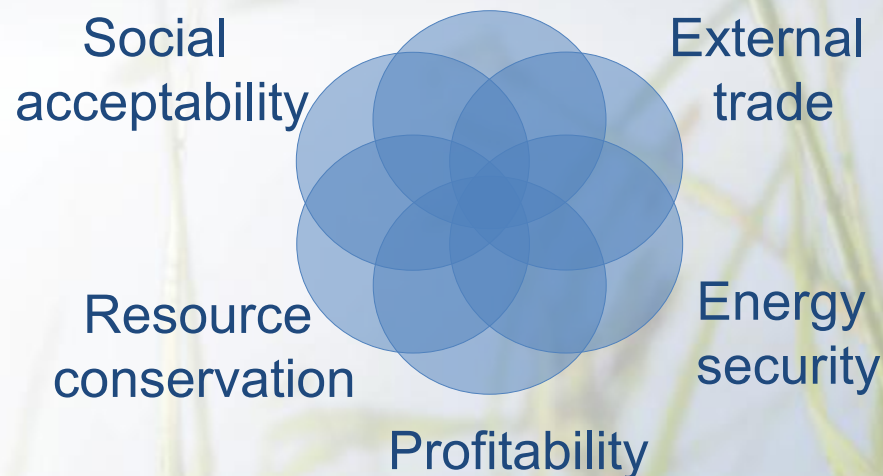 Social
acceptability
External
trade
Resource
conservation
Energy
security
Profitability